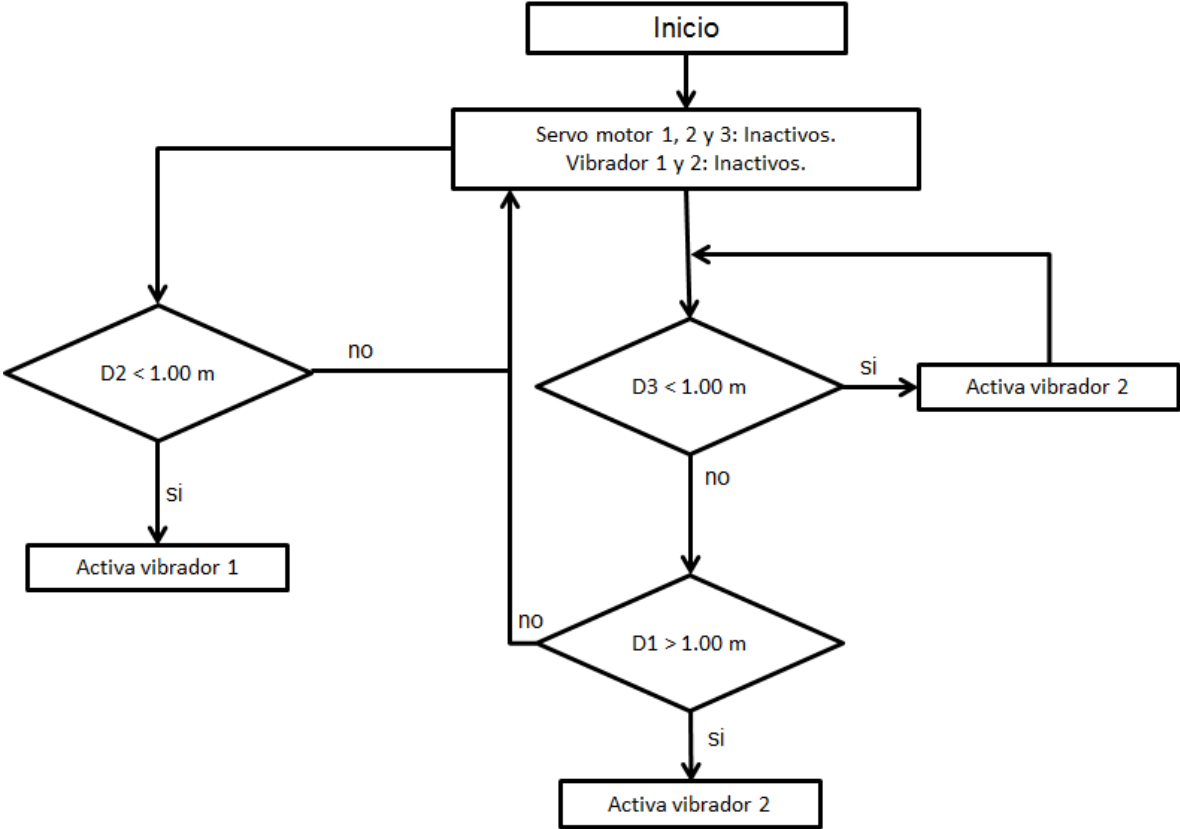 Inicio
Servo motor 1, 2 y 3: Inactivos.
Vibrador 1 y 2: Inactivos.
D2 < 1.00 m
no
si
Activa vibrador 1
D3 < 1.00 m
si
Activa vibrador 2
no
D1 > 1.00 m
no
si
Activa vibrador 2